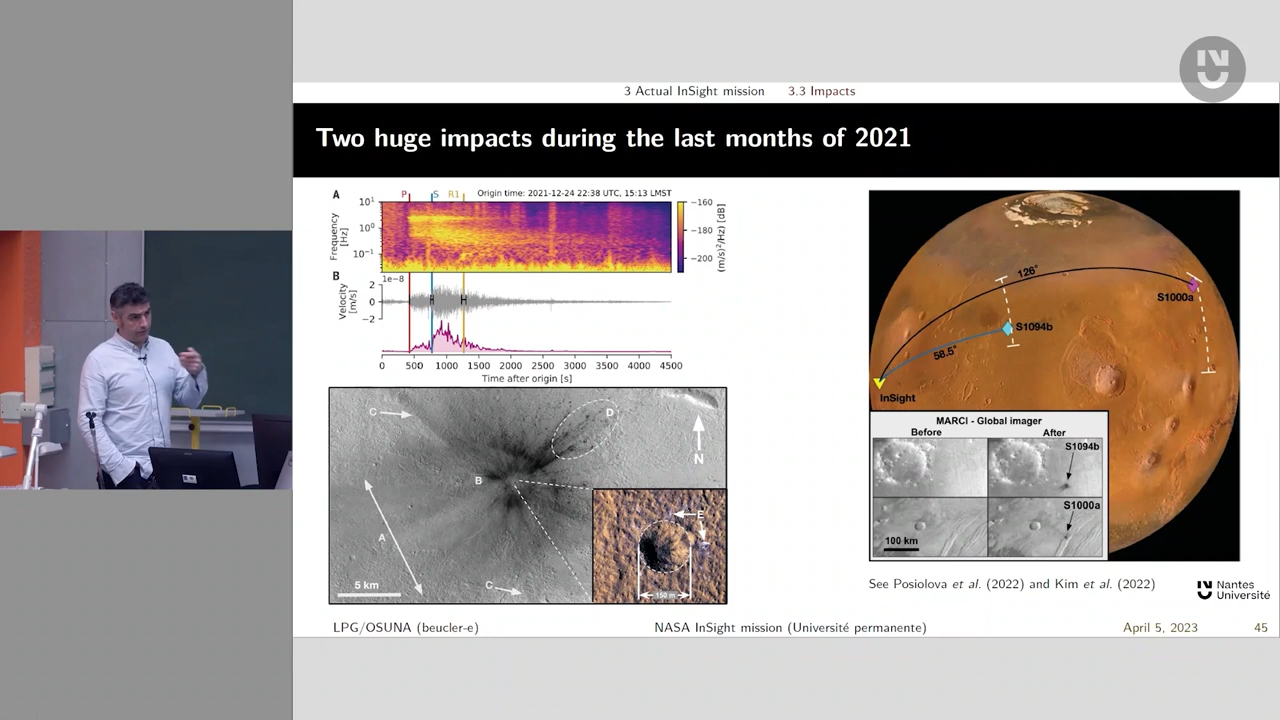 3 Actual InSight mission 3.3 Impacts
Two huge impacts during the last months of 2021
A
P S R1 Origin time: 2021-12-24 22:38 UTC, 15:13 LMST
Frequency [Hz]
10¹
10⁰
10⁻¹
−160
−180
−200
(m/s)²/Hz) [dB]
B
1e−8
Velocity [m/s]
2
0
−2
0 500 1000 1500 2000 2500 3000 3500 4000 4500
Time after origin [s]
C
D
N
B
A
E
C
5 km
150 m
126°
S1000a
S1094b
58.5°
InSight
MARCI - Global imager
Before After
S1094b
S1000a
100 km
See Posiolova et al. (2022) and Kim et al. (2022)
Nantes
Université
LPG/OSUNA (beucler-e) NASA InSight mission (Université permanente) April 5, 2023 45